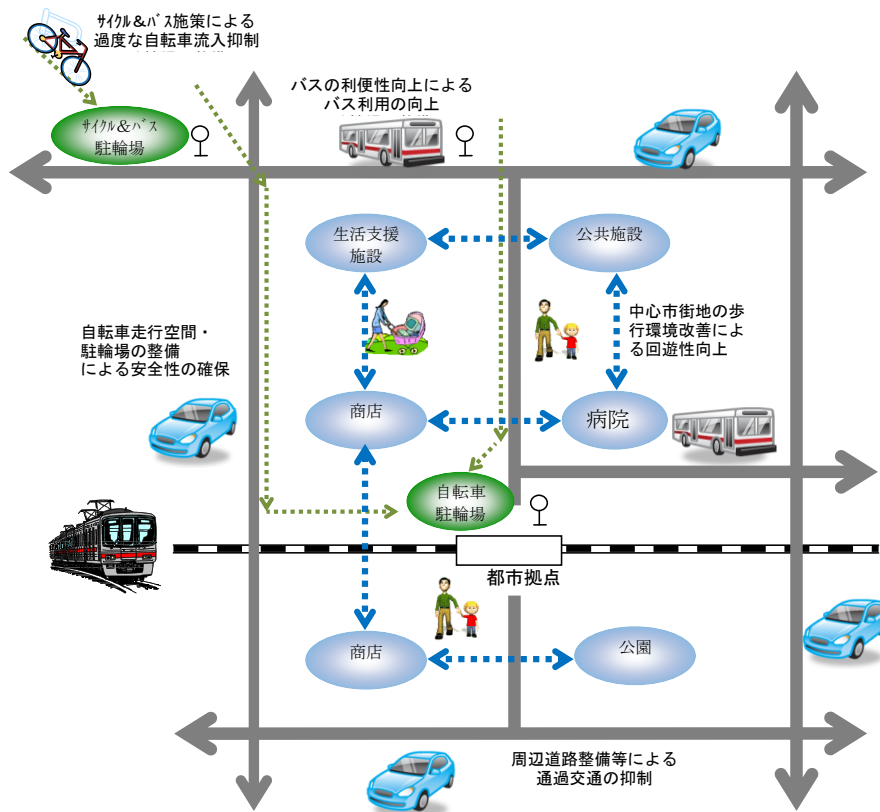 ｻｲｸﾙ&ﾊﾞｽ施策による
過度な自転車流入抑制
バスの利便性向上による
バス利用の向上
ｻｲｸﾙ&ﾊﾞｽ
駐輪場
生活支援
施設
公共施設
中心市街地の歩
行環境改善によ
る回遊性向上
自転車走行空間・
駐輪場の整備
による安全性の確保
商店
病院
自転車
駐輪場
都市拠点
商店
公園
周辺道路整備等による
通過交通の抑制